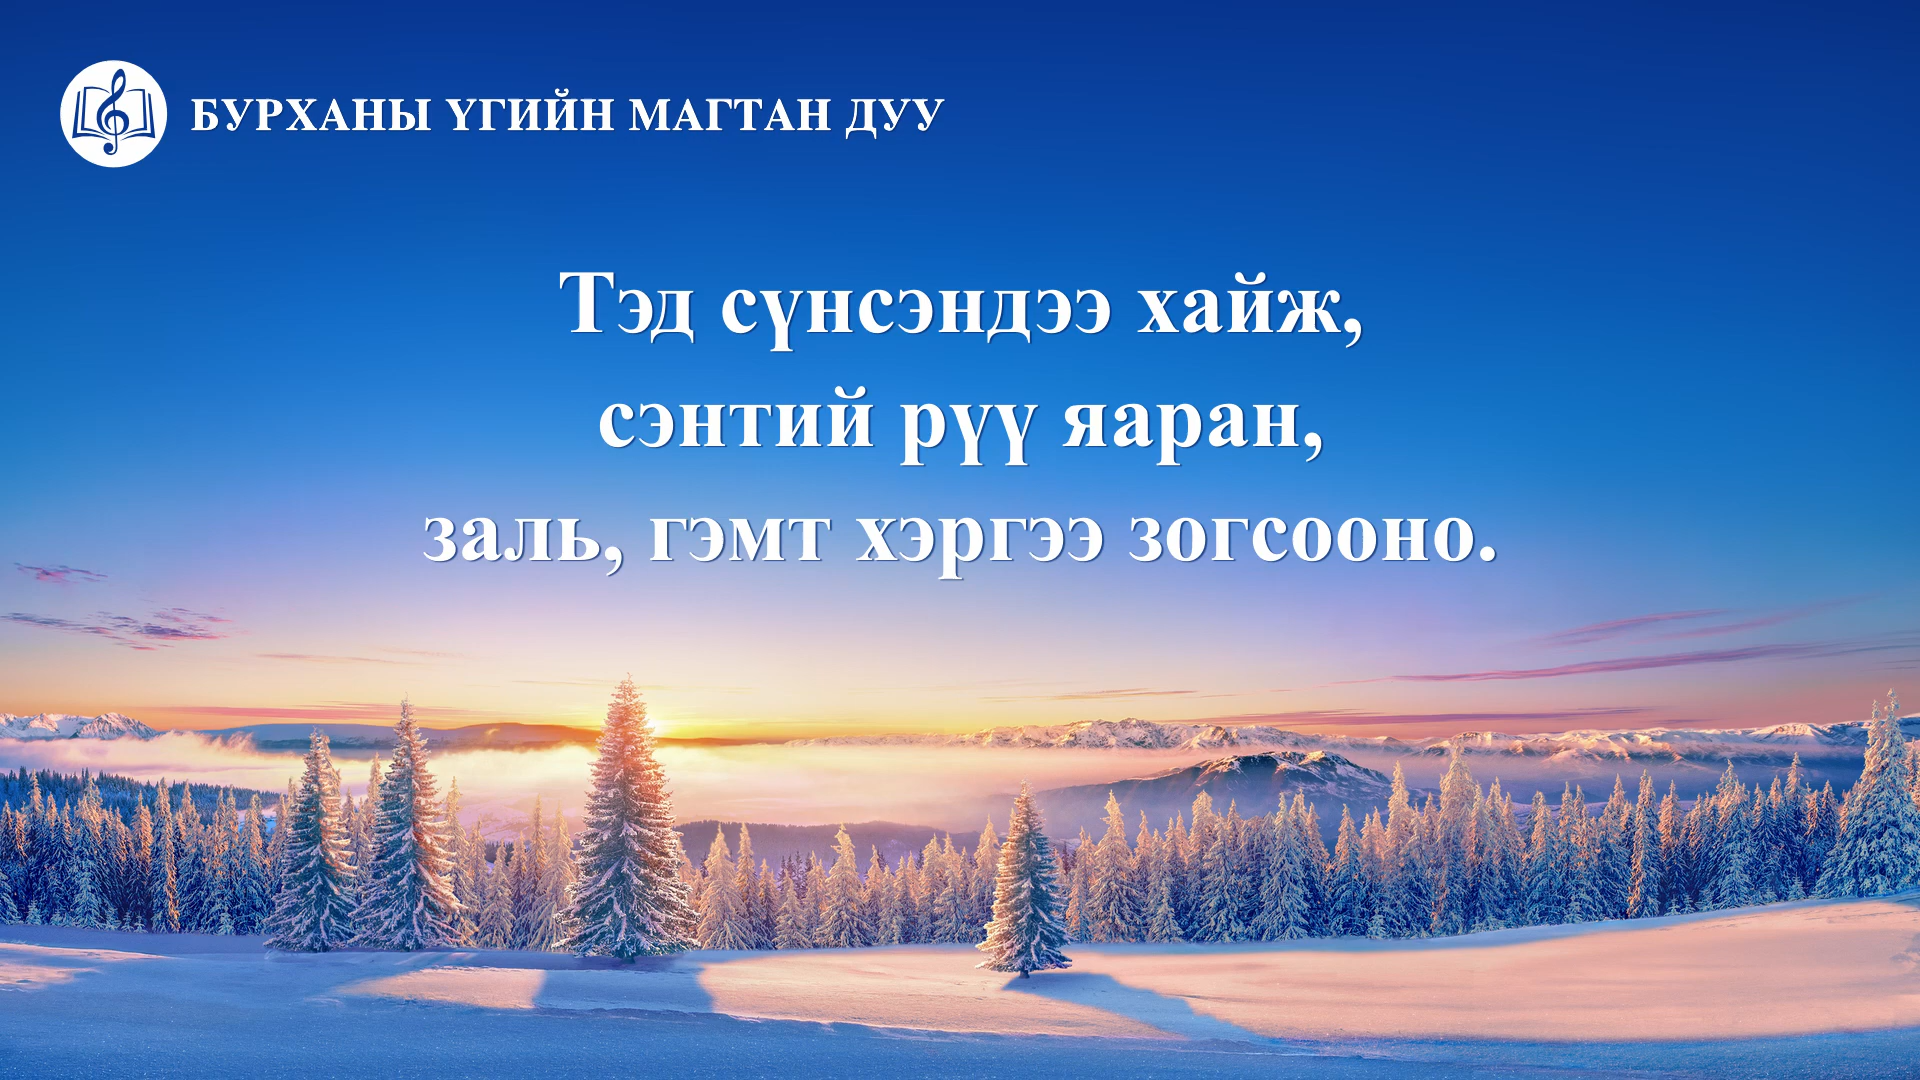 БУРХАНЫ ҮГИЙН МАГТАН ДУУ
Тэд сүнсэндээ хайж,
сэнтий рүү яаран,
заль, гэмт хэргээ зогсооно.